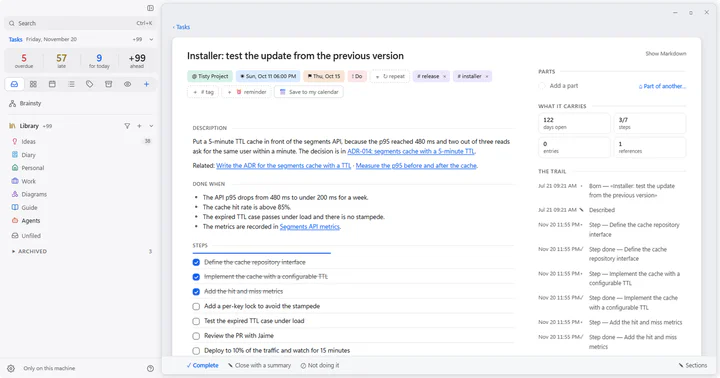 Search Ctrl+K
Tasks Friday, November 20 +99
5 57 9 +99
overdue late for today ahead
Brainsty
Library +99
Ideas 38
Diary
Personal
Work
Diagrams
Guide
Agents
Unfiled
ARCHIVED 3
Only on this machine
‹ Tasks
Installer: test the update from the previous version
Show Markdown
Tisty Project Sun, Oct 11 06:00 PM Thu, Oct 15 ! Do + ↻ repeat # release × # installer ×
+ # tag + reminder Save to my calendar
DESCRIPTION
Put a 5-minute TTL cache in front of the segments API, because the p95 reached 480 ms and two out of three reads
ask for the same user within a minute. The decision is in ADR-014: segments cache with a 5-minute TTL.
Related: Write the ADR for the segments cache with a TTL · Measure the p95 before and after the cache.
DONE WHEN
• The API p95 drops from 480 ms to under 200 ms for a week.
• The cache hit rate is above 85%.
• The expired TTL case passes under load and there is no stampede.
• The metrics are recorded in Segments API metrics.
STEPS
Define the cache repository interface
Implement the cache with a configurable TTL
Add the hit and miss metrics
Add a per-key lock to avoid the stampede
Test the expired TTL case under load
Review the PR with Jaime
Deploy to 10% of the traffic and watch for 15 minutes
✓ Complete Close with a summary Not doing it Sections
PARTS
Add a part Part of another...
WHAT IT CARRIES
122 3/7
days open steps
0 1
entries references
THE TRAIL
Jul 21 09:21 AM Born — «Installer: test the update
from the previous version»
Jul 21 09:21 AM Described
Nov 20 11:55 PM Step — Define the cache repository
interface
Nov 20 11:55 PM Step done — Define the cache
repository interface
Nov 20 11:55 PM Step — Implement the cache with a
configurable TTL
Nov 20 11:55 PM Step done — Implement the cache
with a configurable TTL
Nov 20 11:55 PM Step — Add the hit and miss metrics
Nov 20 11:55 PM Step done — Add the hit and miss
metrics